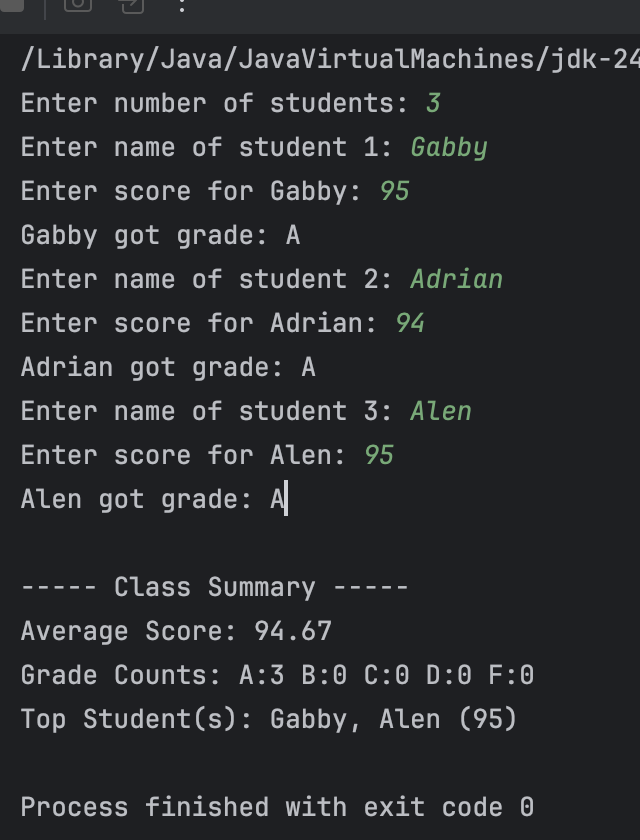 /Library/Java/JavaVirtualMachines/jdk-24
Enter number of students: 3
Enter name of student 1: Gabby
Enter score for Gabby: 95
Gabby got grade: A
Enter name of student 2: Adrian
Enter score for Adrian: 94
Adrian got grade: A
Enter name of student 3: Alen
Enter score for Alen: 95
Alen got grade: A
----- Class Summary -----
Average Score: 94.67
Grade Counts: A:3 B:0 C:0 D:0 F:0
Top Student(s): Gabby, Alen (95)
Process finished with exit code 0